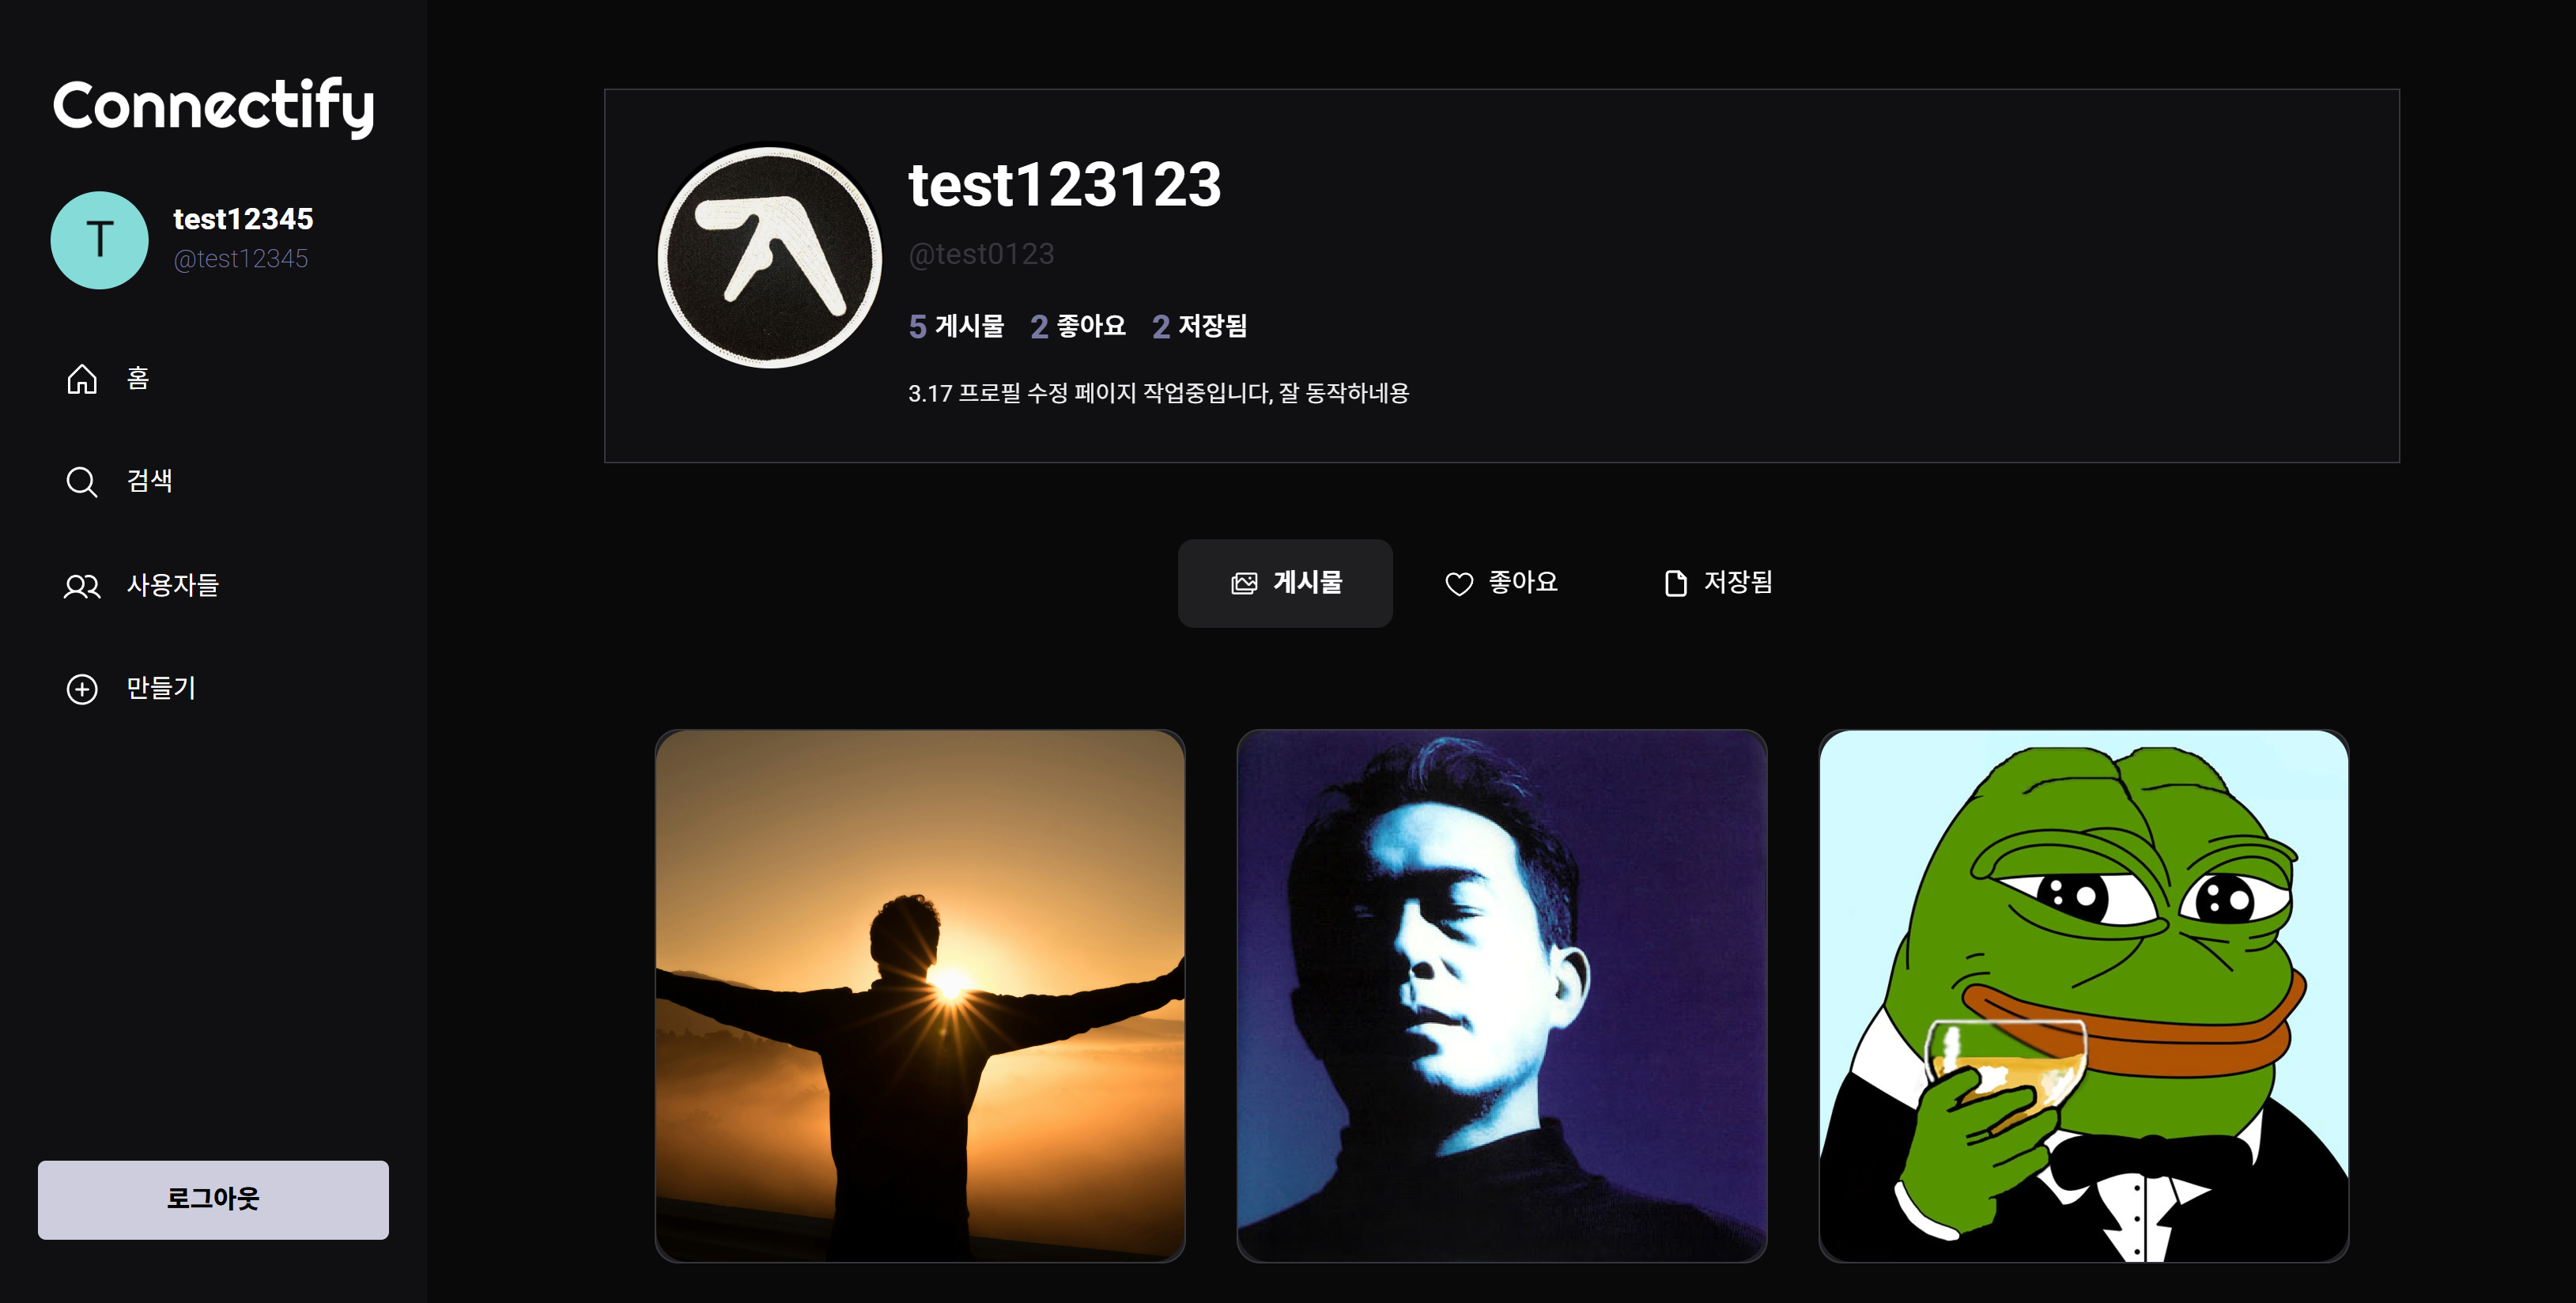 Connectify
T
test12345
@test12345
홈
검색
사용자들
만들기
로그아웃
test123123
@test0123
5 게시물 2 좋아요 2 저장됨
3.17 프로필 수정 페이지 작업중입니다, 잘 동작하네용
게시물 좋아요 저장됨